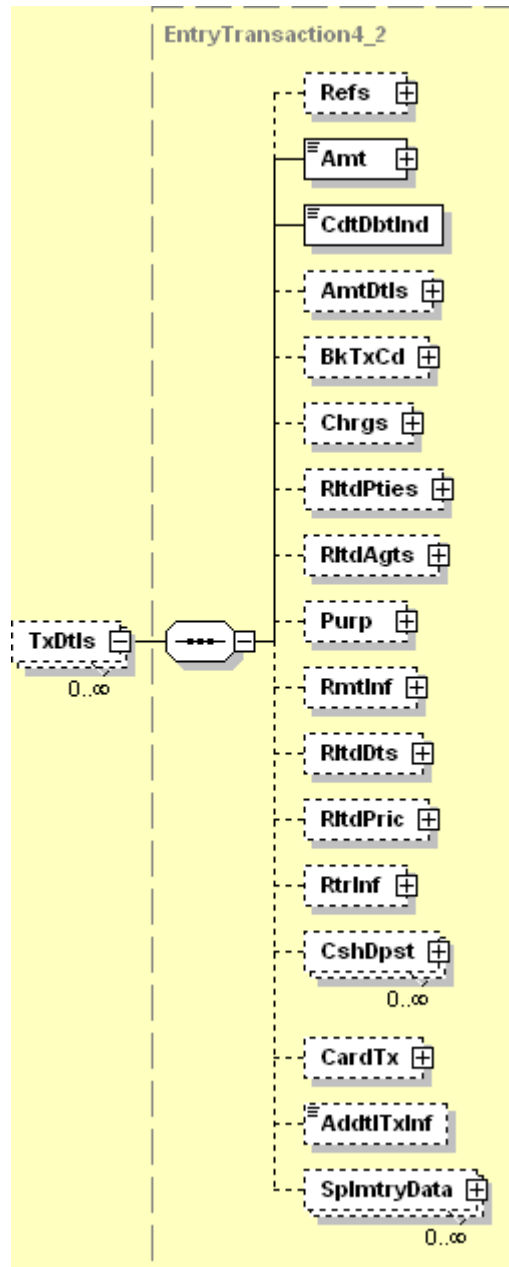 EntryTransaction4_2
Refs
Amt
CdtDbtInd
AmtDtls
BkTxCd
Chrgs
RltdPties
RltdAgts
Purp
TxDtls
0..∞
RmtInf
RltdDts
RltdPric
RtrInf
CshDpst
0..∞
CardTx
AddtlTxInf
SplmtryData
0..∞